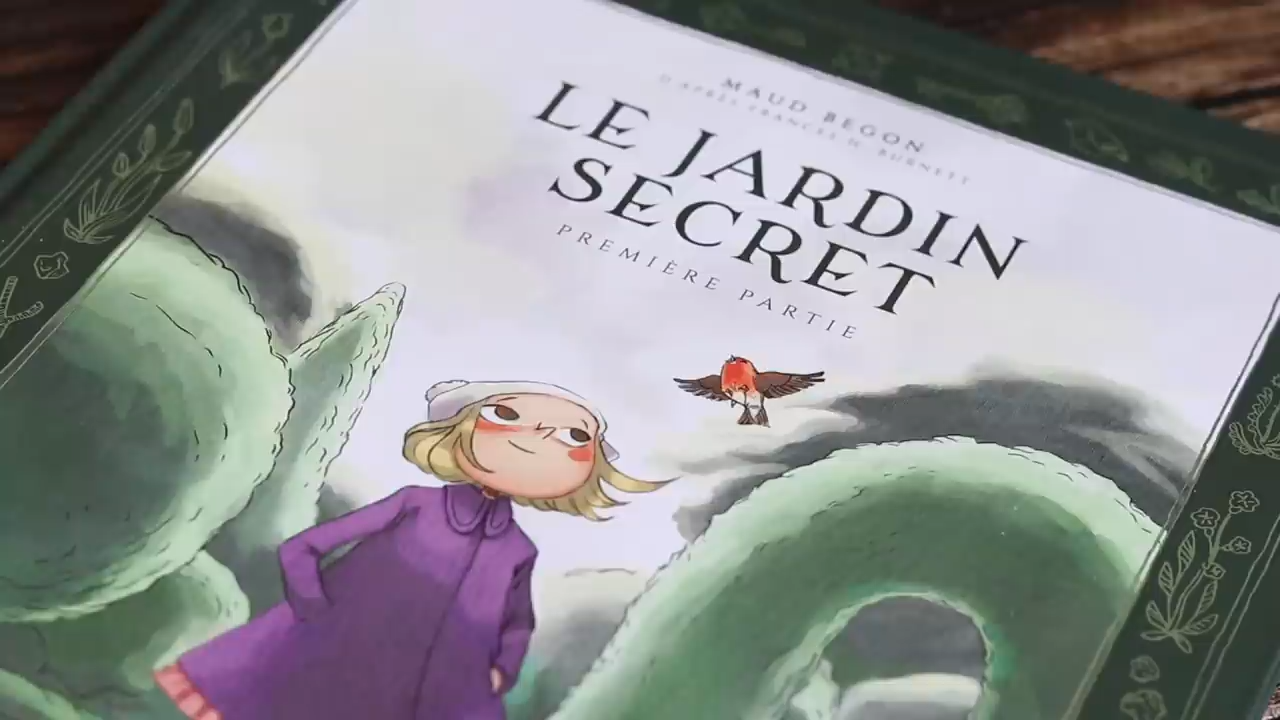 MAUD BEGON
D'APRÈS FRANCES H. BURNETT
LE JARDIN
SECRET
PREMIÈRE PARTIE